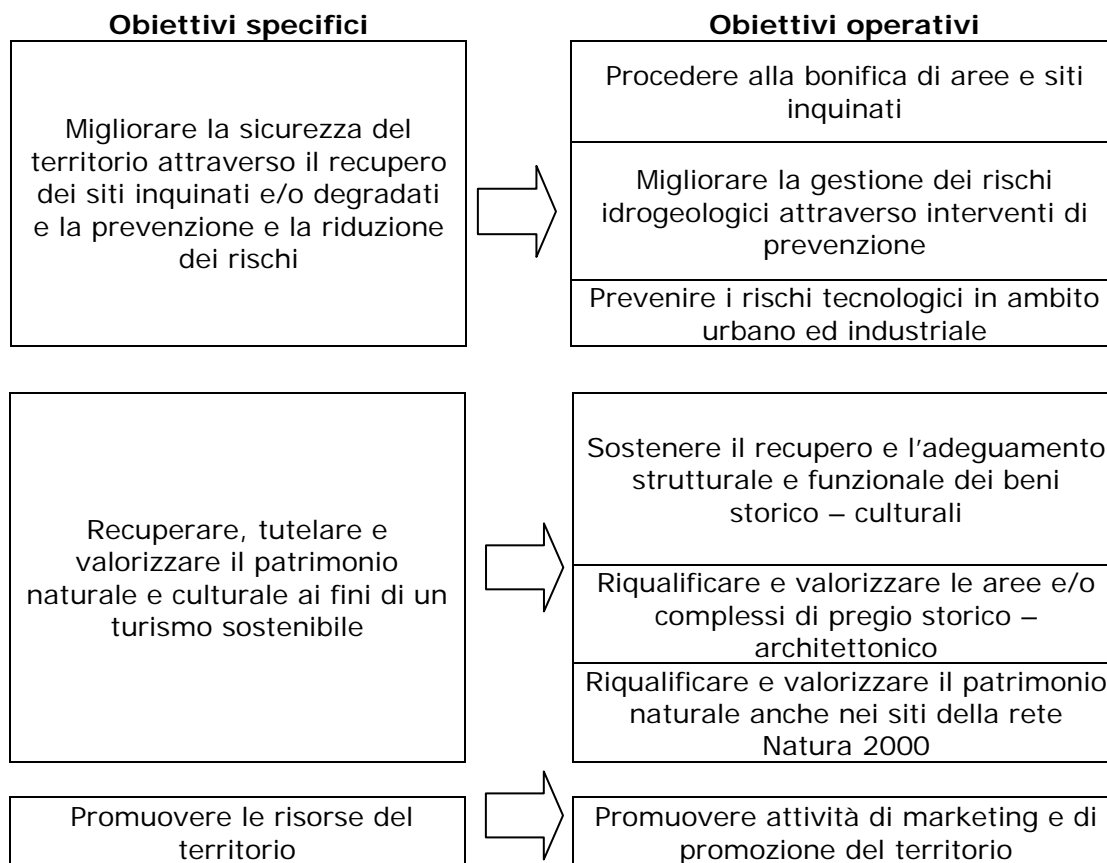 Obiettivi specifici
Obiettivi operativi
Migliorare la sicurezza del
territorio attraverso il recupero
dei siti inquinati e/o degradati
e la prevenzione e la riduzione
dei rischi
Procedere alla bonifica di aree e siti
inquinati
Migliorare la gestione dei rischi
idrogeologici attraverso interventi di
prevenzione
Prevenire i rischi tecnologici in ambito
urbano ed industriale
Recuperare, tutelare e
valorizzare il patrimonio
naturale e culturale ai fini di un
turismo sostenibile
Sostenere il recupero e l’adeguamento
strutturale e funzionale dei beni
storico – culturali
Riqualificare e valorizzare le aree e/o
complessi di pregio storico –
architettonico
Riqualificare e valorizzare il patrimonio
naturale anche nei siti della rete
Natura 2000
Promuovere le risorse del
territorio
Promuovere attività di marketing e di
promozione del territorio